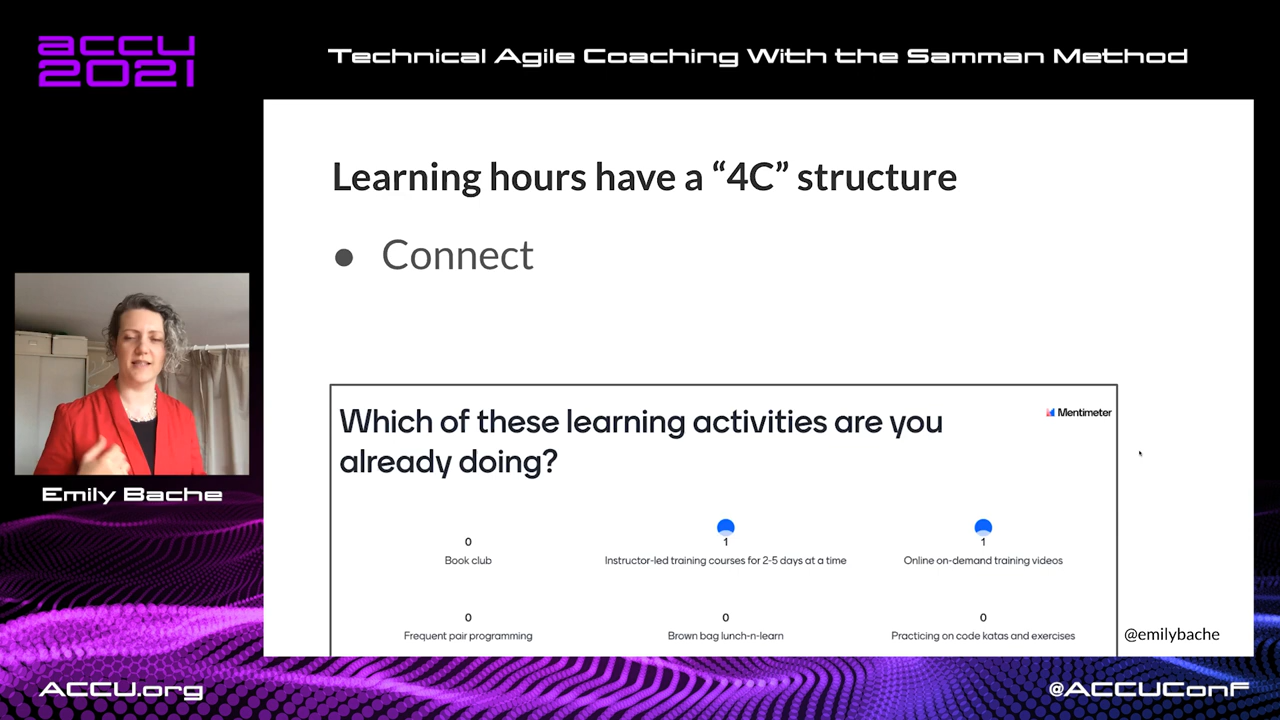 accu
2021
Technical Agile Coaching With the Samman Method
Learning hours have a “4C” structure
● Connect
Which of these learning activities are you
already doing?
Mentimeter
0
Book club
1
Instructor-led training courses for 2-5 days at a time
1
Online on-demand training videos
0
Frequent pair programming
0
Brown bag lunch-n-learn
0
Practicing on code katas and exercises
@emilybache
Emily Bache
ACCU.org
@ACCUConf